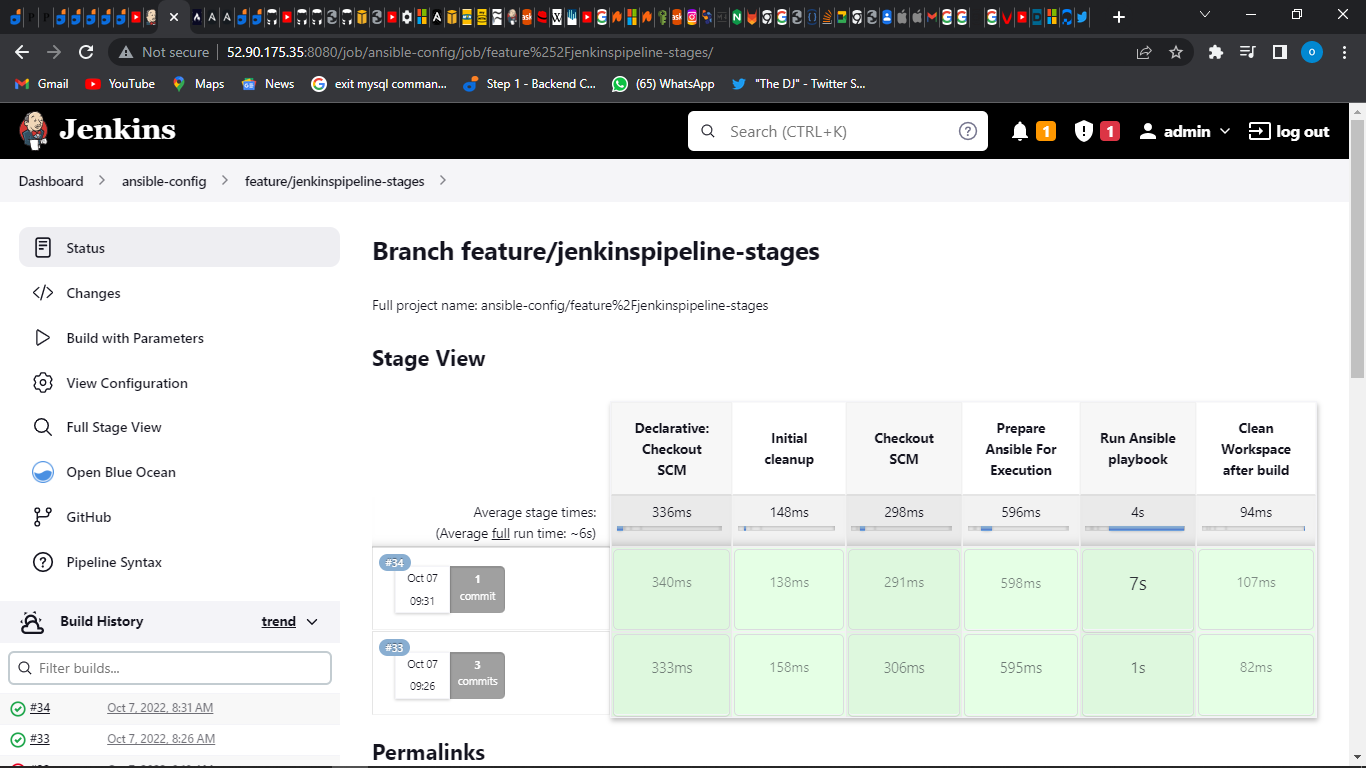 Not secure | 52.90.175.35:8080/job/ansible-config/job/feature%252Fjenkinspipeline-stages/
Gmail YouTube Maps News exit mysql comman... Step 1 - Backend C... (65) WhatsApp "The DJ" - Twitter S...
Jenkins Search (CTRL+K) 1 1 admin log out
Dashboard ansible-config feature/jenkinspipeline-stages
Status
Changes
Build with Parameters
View Configuration
Full Stage View
Open Blue Ocean
GitHub
Pipeline Syntax
Build History trend
Filter builds...
#34 Oct 7, 2022, 8:31 AM
#33 Oct 7, 2022, 8:26 AM
Branch feature/jenkinspipeline-stages
Full project name: ansible-config/feature%2Fjenkinspipeline-stages
Stage View
Declarative: Checkout SCM
Initial cleanup
Checkout SCM
Prepare Ansible For Execution
Run Ansible playbook
Clean Workspace after build
Average stage times:
(Average full run time: ~6s)
336ms 148ms 298ms 596ms 4s 94ms
#34
Oct 07
09:31
1
commit
340ms 138ms 291ms 598ms 7s 107ms
#33
Oct 07
09:26
3
commits
333ms 158ms 306ms 595ms 1s 82ms
Permalinks